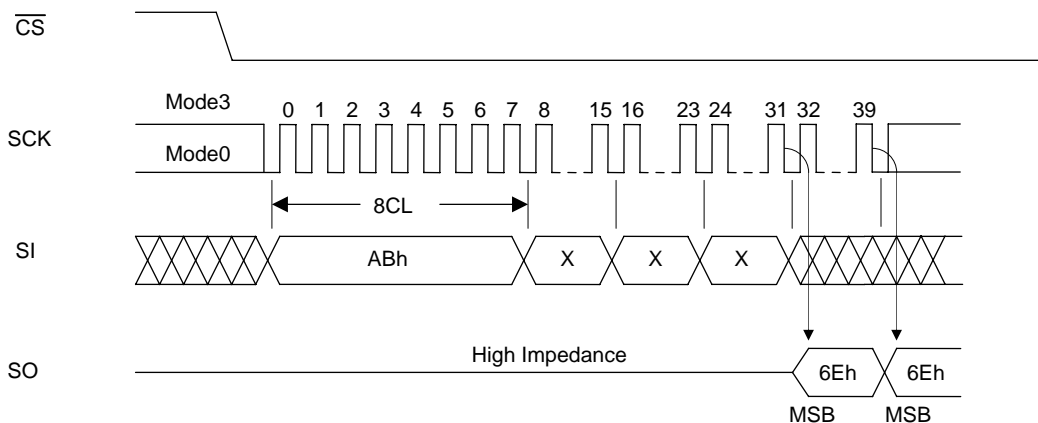 CS
Mode3
0 1 2 3 4 5 6 7 8 15 16 23 24 31 32 39
SCK
Mode0
8CL
SI
ABh X X X
High Impedance
SO
6Eh 6Eh
MSB MSB